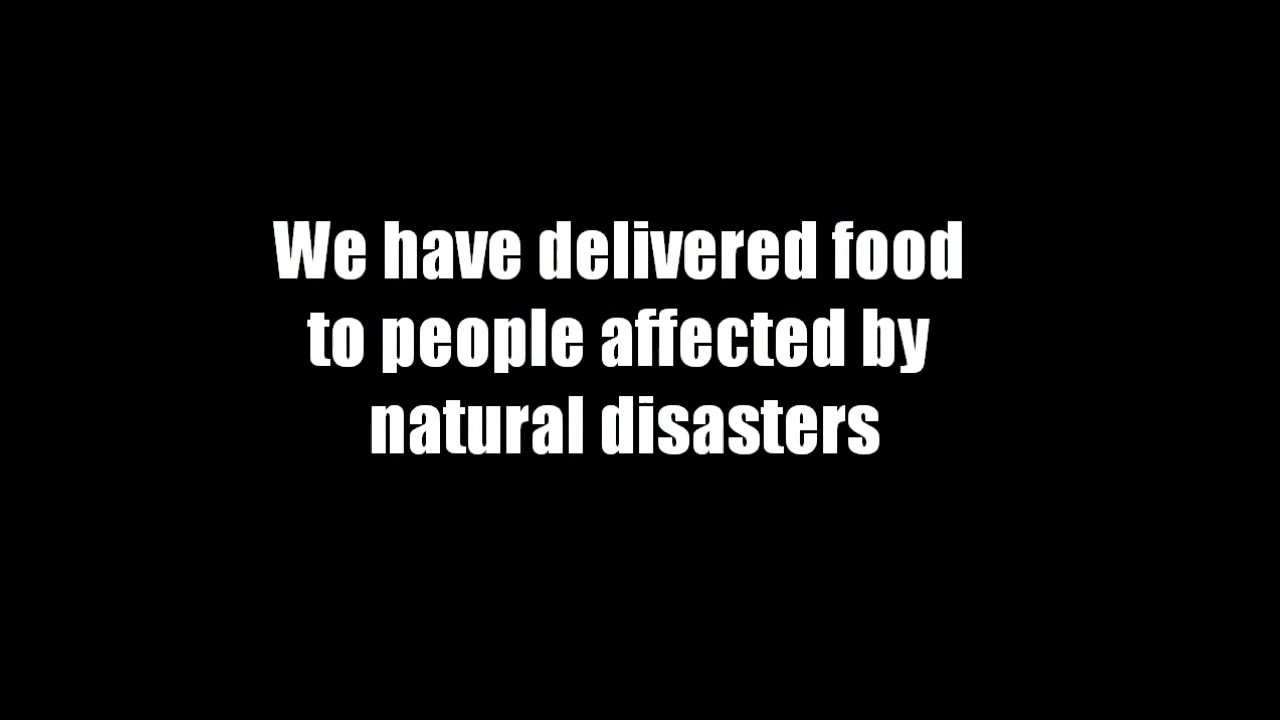 We have delivered food
to people affected by
natural disasters